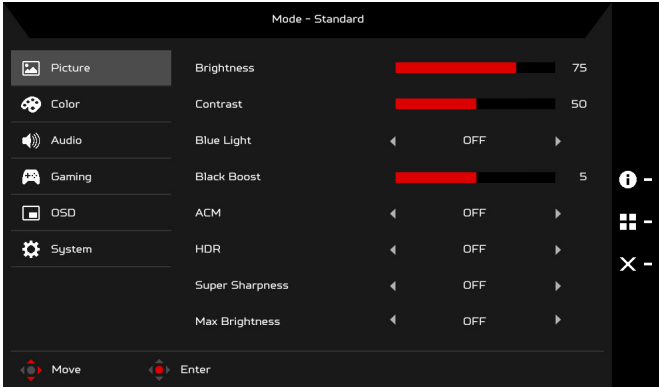 Mode - Standard
Picture
Brightness 75
Color
Contrast 50
Audio
Blue Light OFF
Gaming
Black Boost 5
OSD
ACM OFF
System
HDR OFF
Super Sharpness OFF
Max Brightness OFF
Move Enter